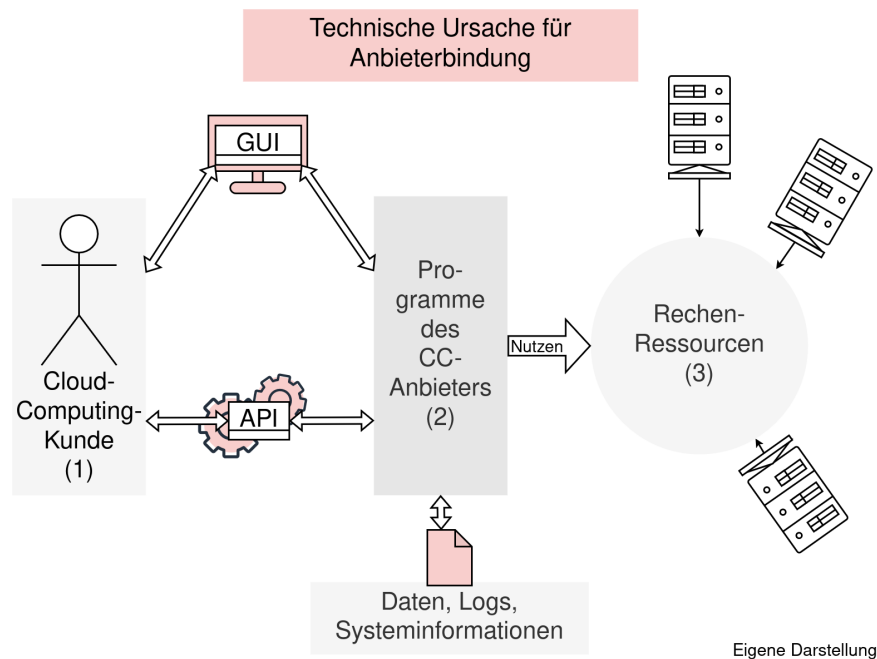 Technische Ursache für
Anbieterbindung
GUI
Cloud-
Computing-
Kunde
(1)
API
Pro-
gramme
des
CC-
Anbieters
(2)
Nutzen
Rechen-
Ressourcen
(3)
Daten, Logs,
Systeminformationen
Eigene Darstellung